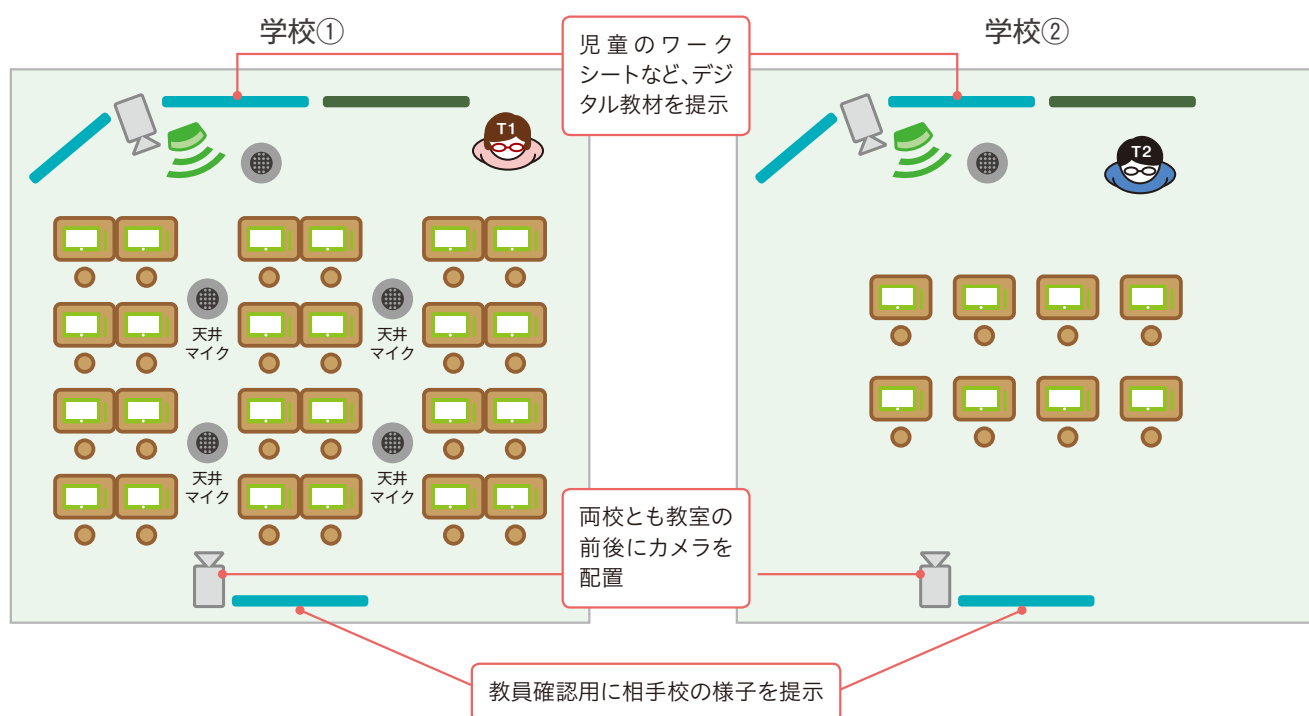 学校①
学校②
児童のワーク
シートなど、デジ
タル教材を提示
T1
T2
天井
マイク
天井
マイク
天井
マイク
天井
マイク
両校とも教室の
前後にカメラを
配置
教員確認用に相手校の様子を提示